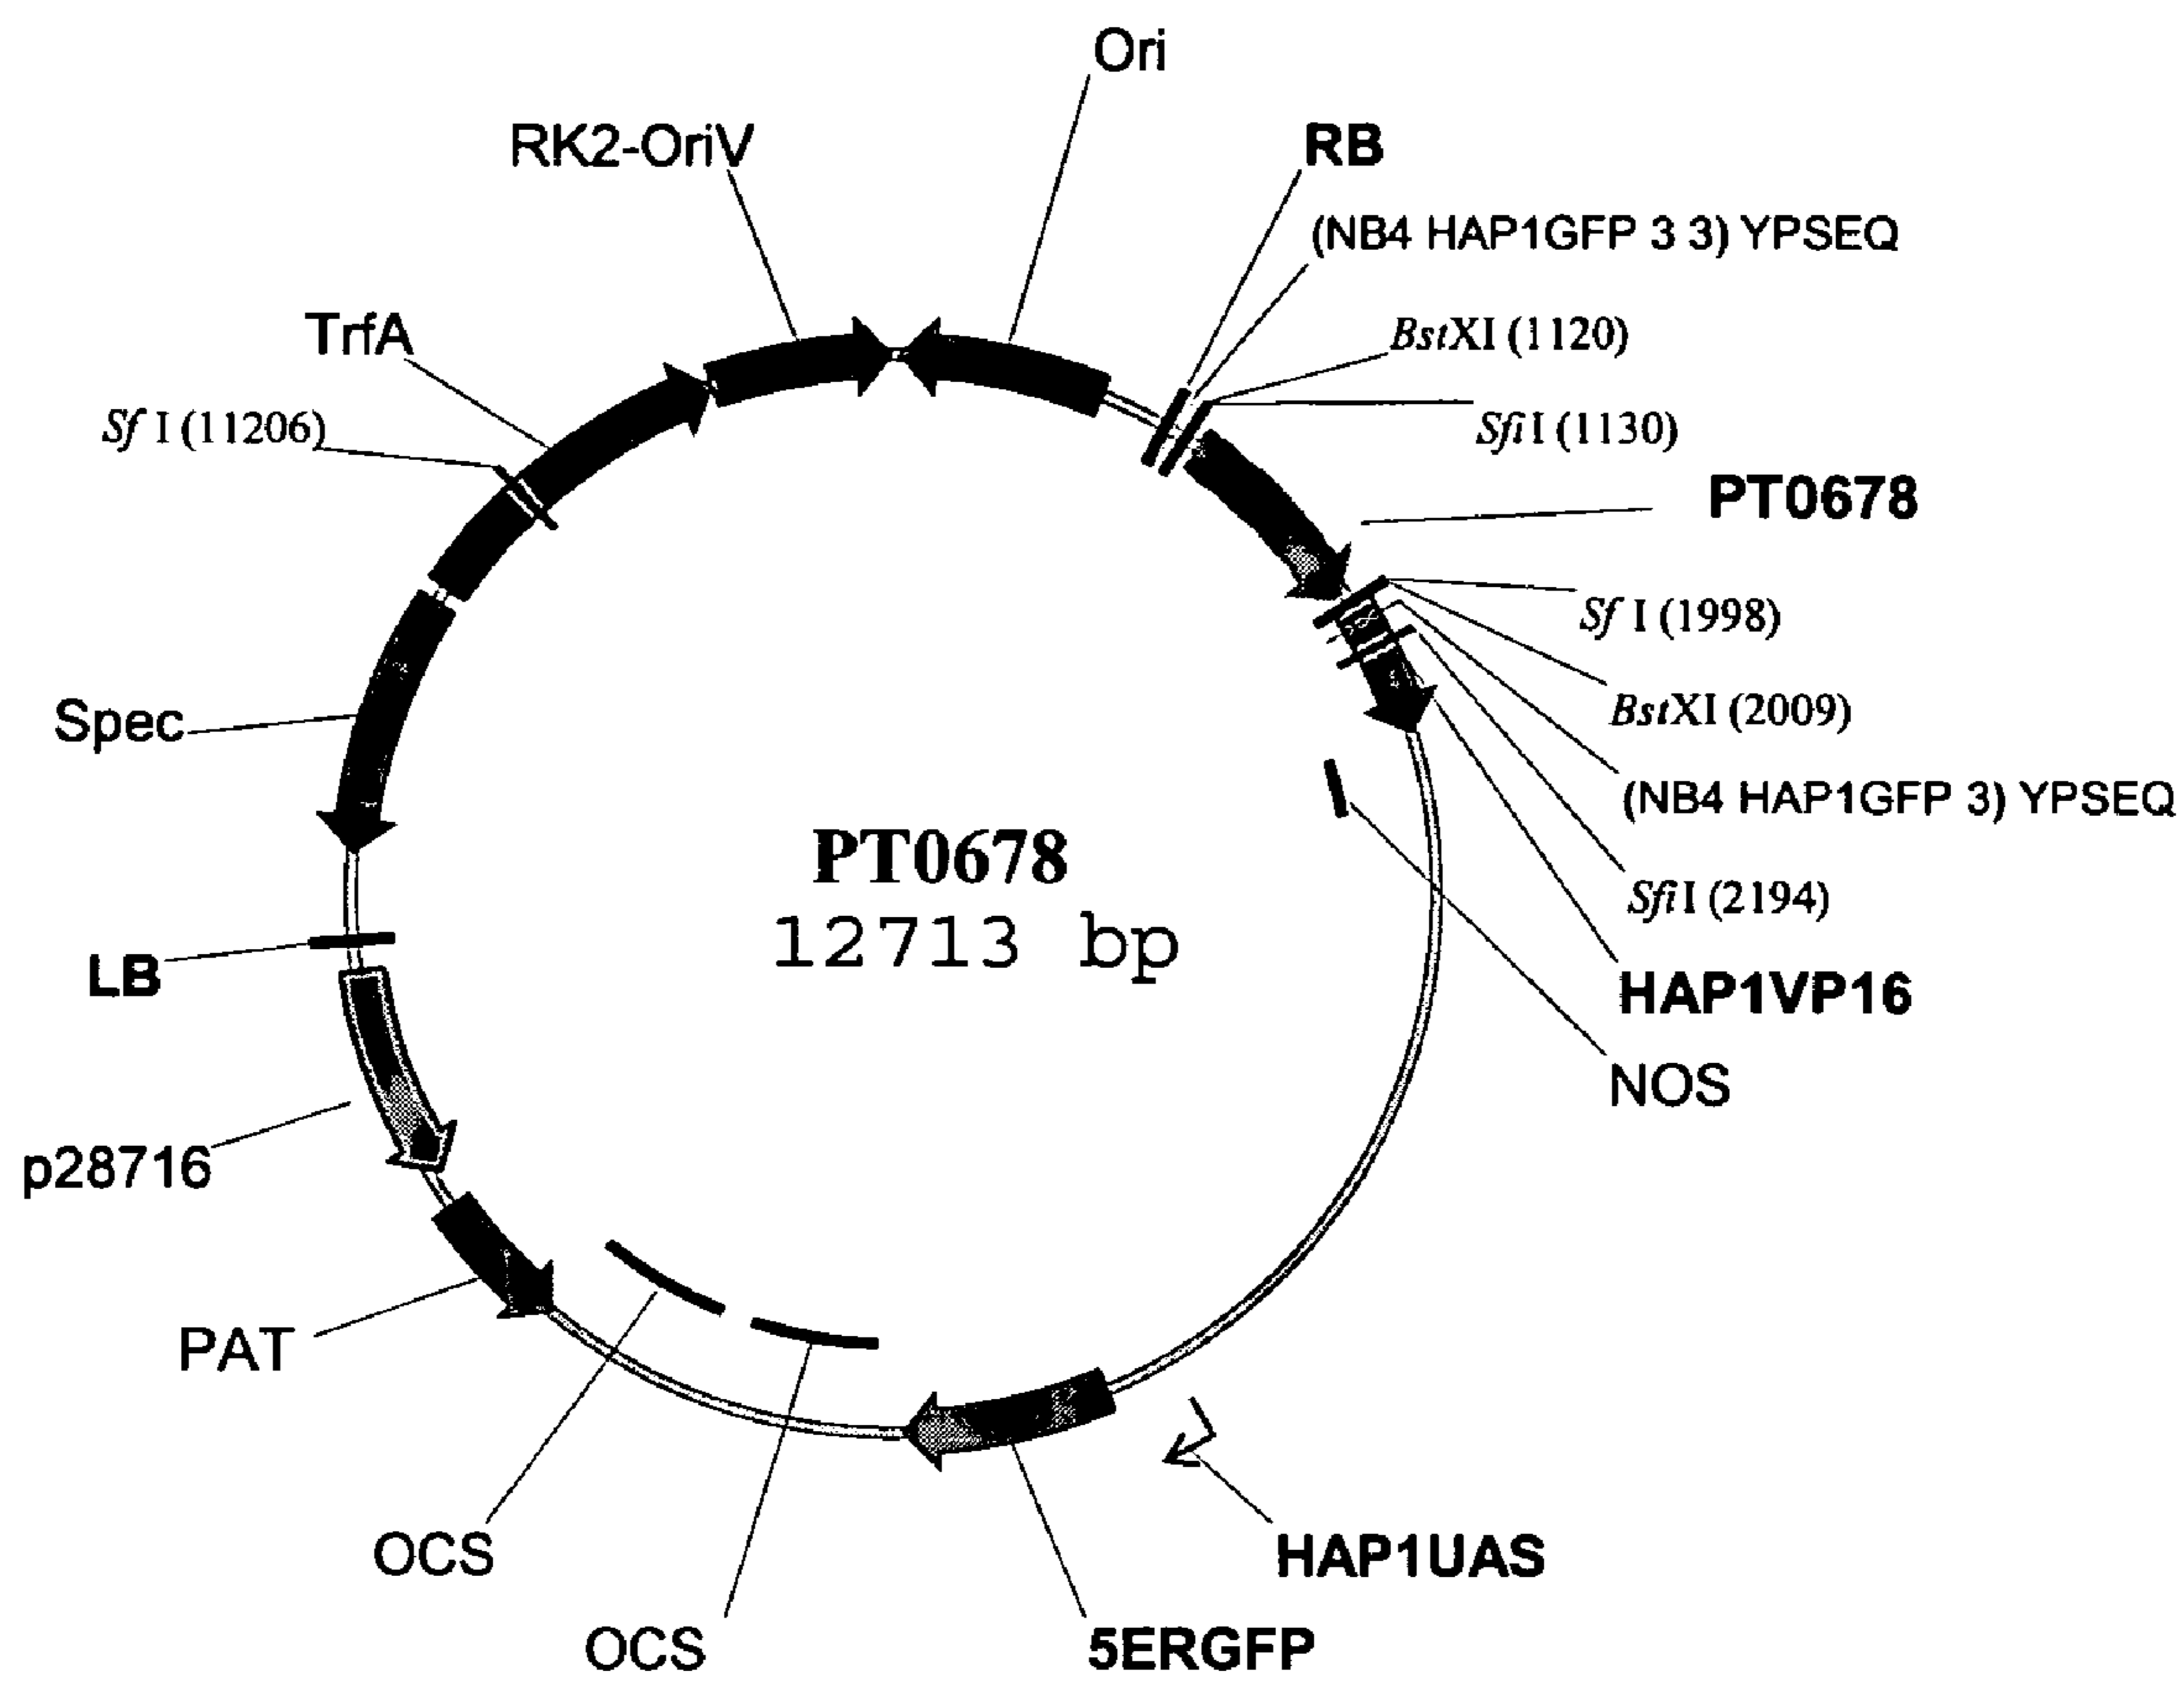 Ori
RK2-OriV
RB
(NB4 HAP1GFP 3 3) YPSEQ
TrfA
BstXI (1120)
Sf I (11206)
SfiI (1130)
PT0678
Sf I (1998)
Spec
BstXI (2009)
(NB4 HAP1GFP 3) YPSEQ
PT0678
12713 bp
SfiI (2194)
LB
HAP1VP16
NOS
p28716
PAT
OCS
HAP1UAS
OCS
5ERGFP